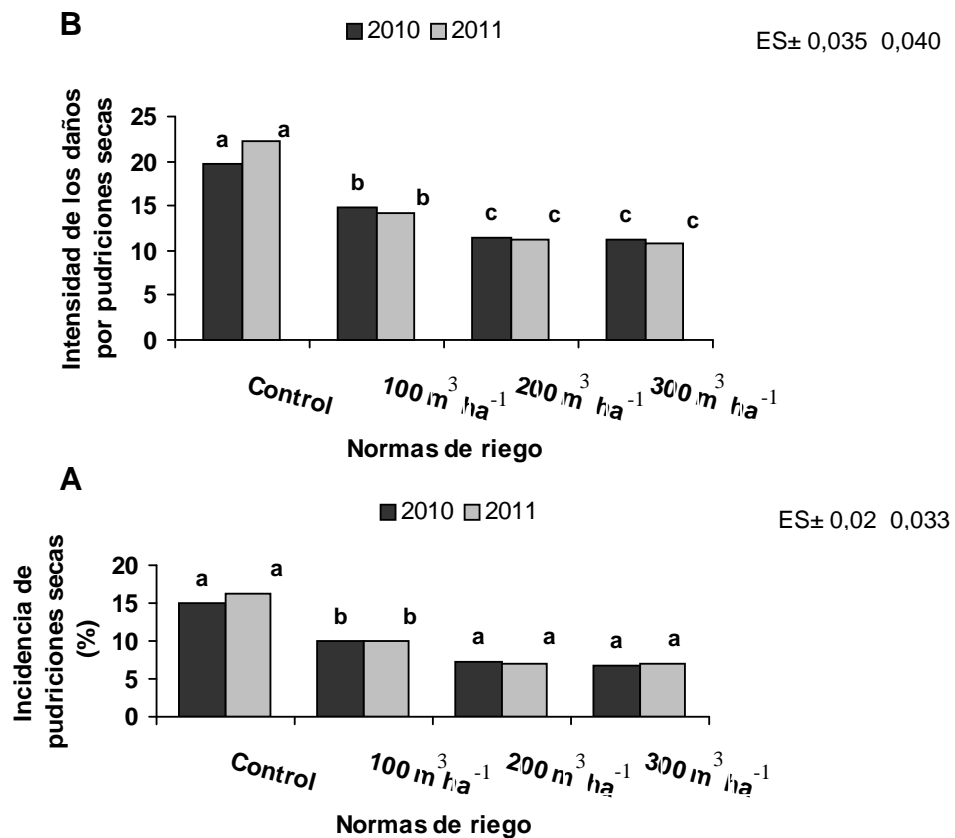 B
2010 2011
ES± 0,035 0,040
Intensidad de los daños
por pudriciones secas
25
20
15
10
5
0
a a
b b
c c
c c
Control
100 m³ ha⁻¹
200 m³ ha⁻¹
300 m³ ha⁻¹
Normas de riego
A
2010 2011
ES± 0,02 0,033
Incidencia de
pudriciones secas
(%)
20
15
10
5
0
a a
b b
a a
a a
Control
100 m³ ha⁻¹
200 m³ ha⁻¹
300 m³ ha⁻¹
Normas de riego